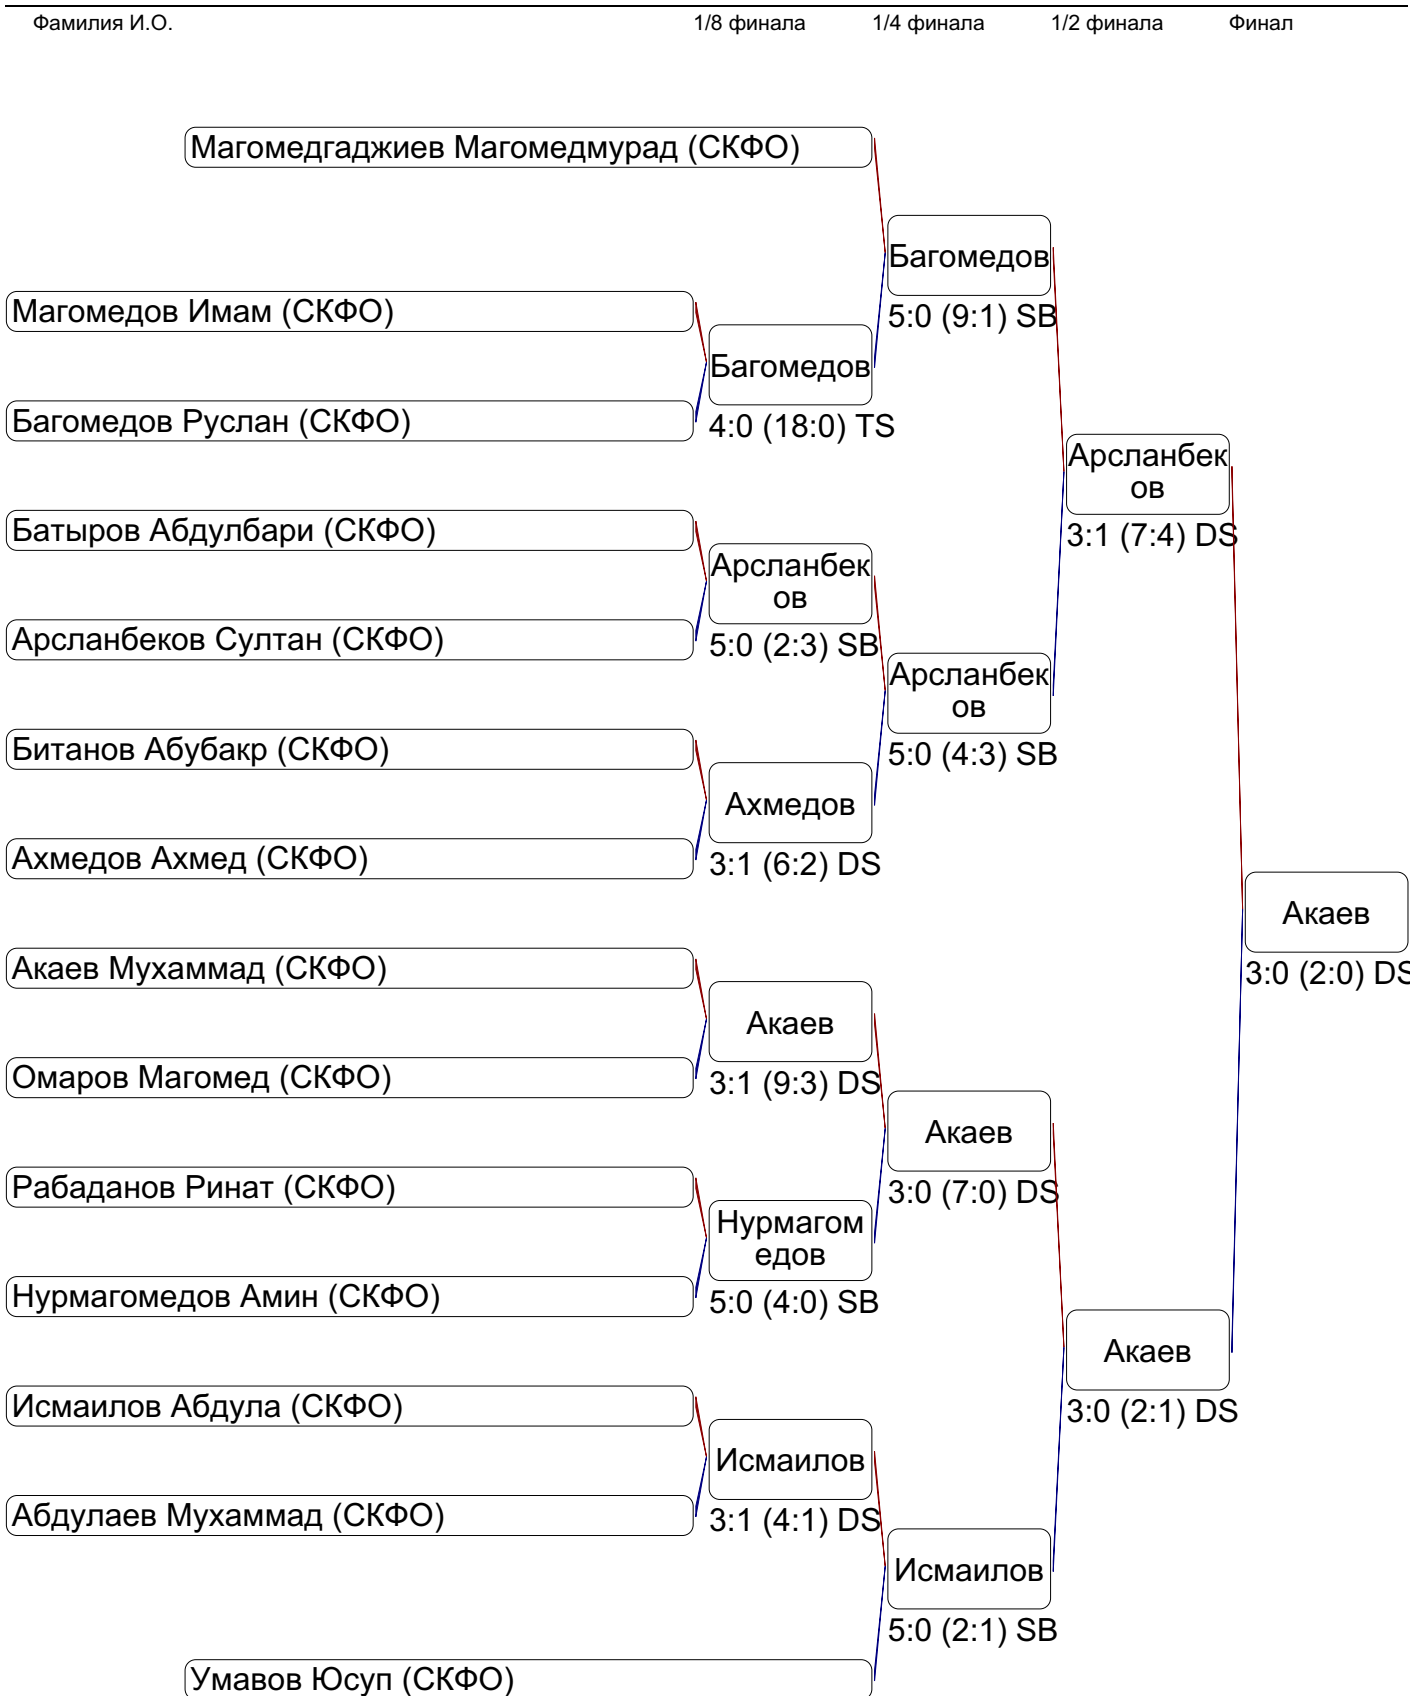 Фамилия И.О. 1/8 финала 1/4 финала 1/2 финала Финал
Магомедгаджиев Магомедмурад (СКФО)
Багомедов
5:0 (9:1) SB
Магомедов Имам (СКФО)
Багомедов
4:0 (18:0) TS
Багомедов Руслан (СКФО)
Арсланбек
ов
3:1 (7:4) DS
Батыров Абдулбари (СКФО)
Арсланбек
ов
5:0 (2:3) SB
Арсланбеков Султан (СКФО)
Арсланбек
ов
5:0 (4:3) SB
Битанов Абубакр (СКФО)
Ахмедов
3:1 (6:2) DS
Ахмедов Ахмед (СКФО)
Акаев
3:0 (2:0) DS
Акаев Мухаммад (СКФО)
Акаев
3:1 (9:3) DS
Омаров Магомед (СКФО)
Акаев
3:0 (7:0) DS
Рабаданов Ринат (СКФО)
Нурмагом
едов
5:0 (4:0) SB
Нурмагомедов Амин (СКФО)
Акаев
3:0 (2:1) DS
Исмаилов Абдула (СКФО)
Исмаилов
3:1 (4:1) DS
Абдулаев Мухаммад (СКФО)
Исмаилов
5:0 (2:1) SB
Умавов Юсуп (СКФО)